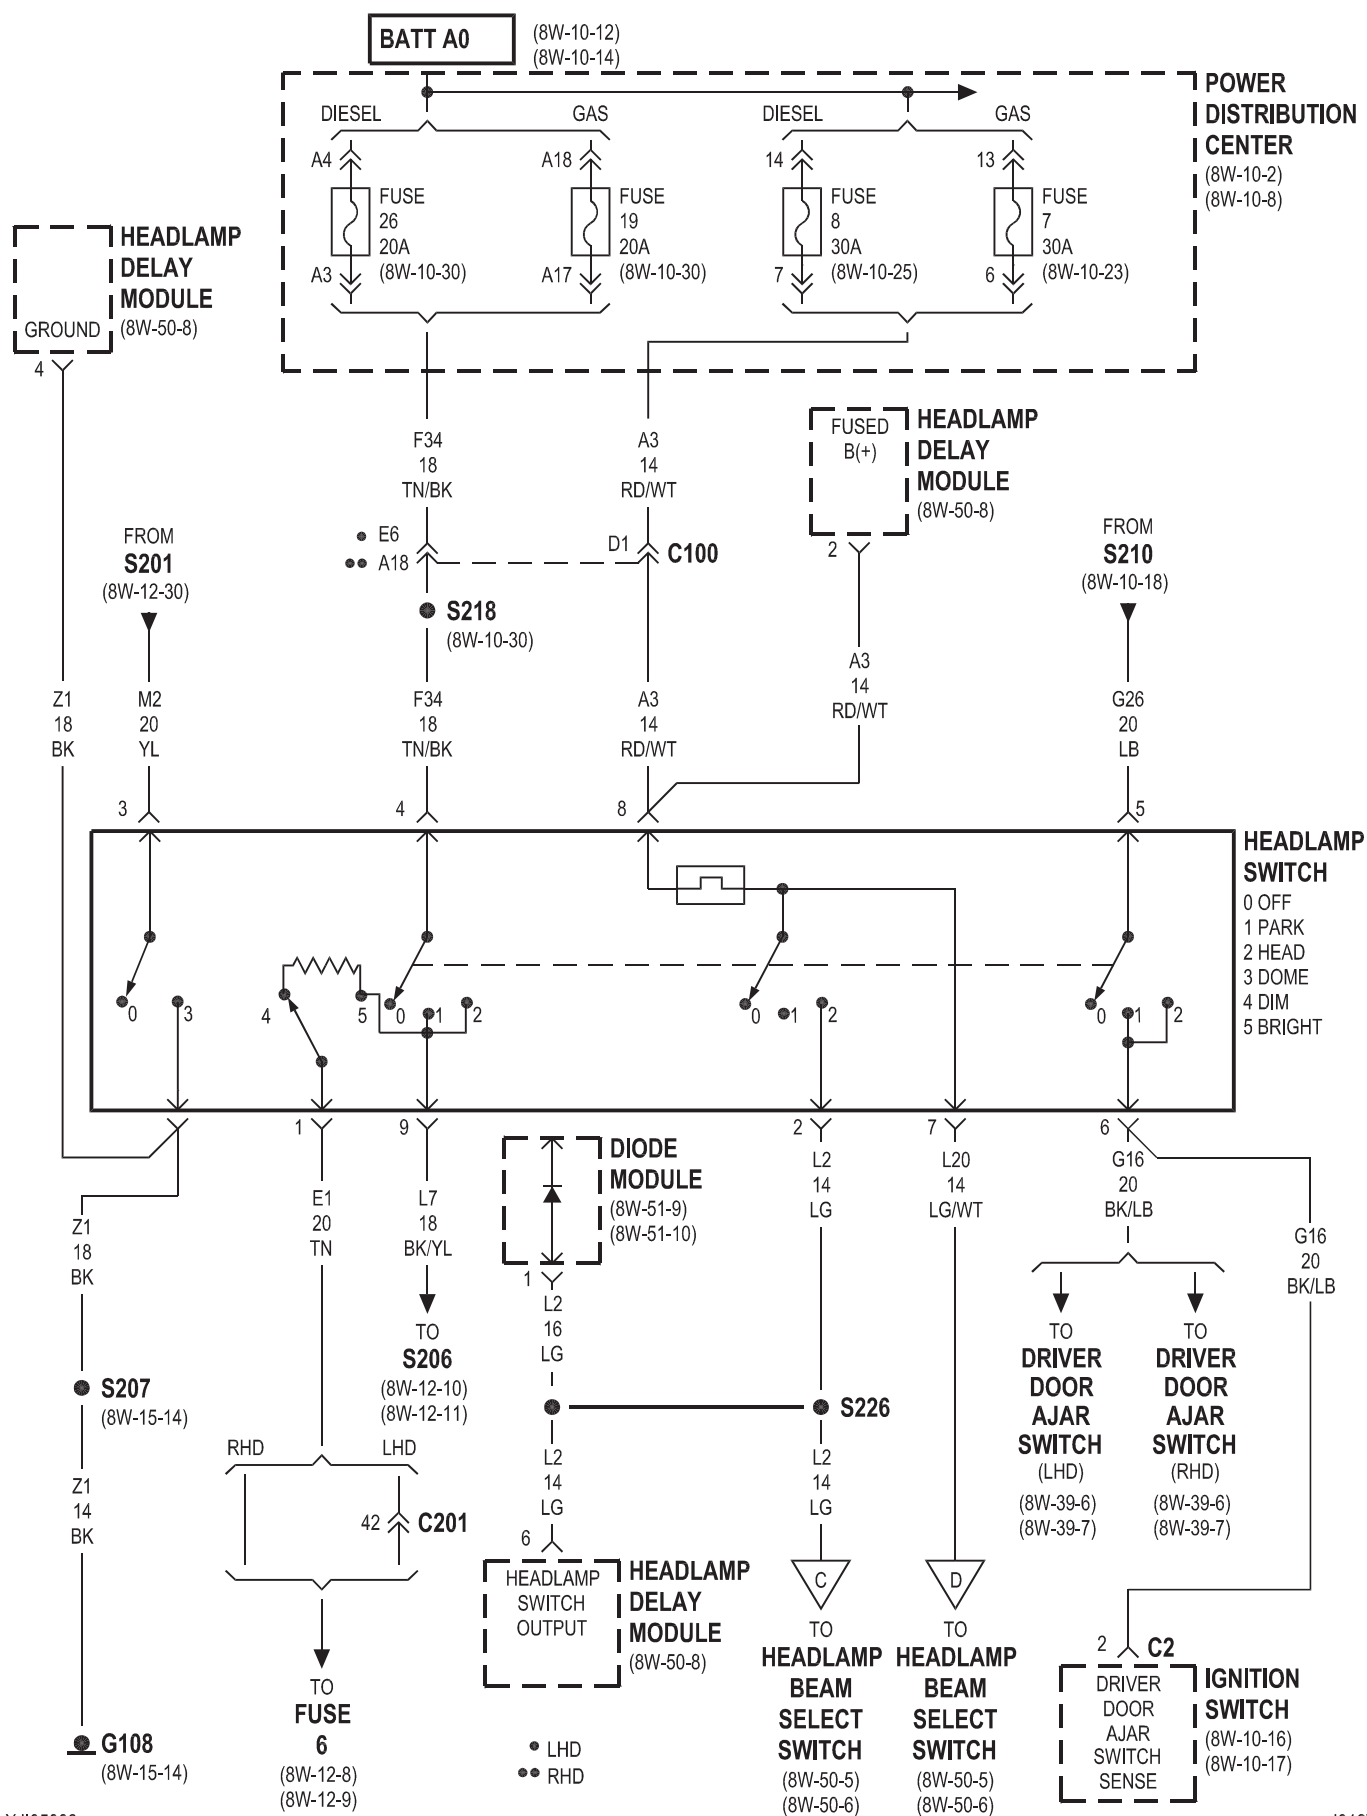 BATT A0
(8W-10-12)
(8W-10-14)
POWER
DISTRIBUTION
CENTER
(8W-10-2)
(8W-10-8)
DIESEL
GAS
DIESEL
GAS
A4
A18
14
13
FUSE
26
20A
(8W-10-30)
FUSE
19
20A
(8W-10-30)
FUSE
8
30A
(8W-10-25)
FUSE
7
30A
(8W-10-23)
A3
A17
7
6
HEADLAMP
DELAY
MODULE
(8W-50-8)
GROUND
4
FUSED
B(+)
HEADLAMP
DELAY
MODULE
(8W-50-8)
2
F34
18
TN/BK
A3
14
RD/WT
E6
A18
D1
C100
FROM
S201
(8W-12-30)
FROM
S210
(8W-10-18)
S218
(8W-10-30)
Z1
18
BK
M2
20
YL
F34
18
TN/BK
A3
14
RD/WT
A3
14
RD/WT
G26
20
LB
3
4
8
5
HEADLAMP
SWITCH
0 OFF
1 PARK
2 HEAD
3 DOME
4 DIM
5 BRIGHT
0
3
4
5
0
1
2
0
1
2
0
1
2
1
9
2
7
6
DIODE
MODULE
(8W-51-9)
(8W-51-10)
1
Z1
18
BK
E1
20
TN
L7
18
BK/YL
L2
14
LG
L20
14
LG/WT
G16
20
BK/LB
G16
20
BK/LB
L2
16
LG
TO
S206
(8W-12-10)
(8W-12-11)
TO
DRIVER
DOOR
AJAR
SWITCH
(LHD)
(8W-39-6)
(8W-39-7)
TO
DRIVER
DOOR
AJAR
SWITCH
(RHD)
(8W-39-6)
(8W-39-7)
S207
(8W-15-14)
S226
RHD
LHD
Z1
14
BK
42
C201
L2
14
LG
L2
14
LG
6
HEADLAMP
SWITCH
OUTPUT
HEADLAMP
DELAY
MODULE
(8W-50-8)
C
D
TO
HEADLAMP
BEAM
SELECT
SWITCH
(8W-50-5)
(8W-50-6)
TO
HEADLAMP
BEAM
SELECT
SWITCH
(8W-50-5)
(8W-50-6)
2
C2
DRIVER
DOOR
AJAR
SWITCH
SENSE
IGNITION
SWITCH
(8W-10-16)
(8W-10-17)
TO
FUSE
6
(8W-12-8)
(8W-12-9)
G108
(8W-15-14)
LHD
RHD